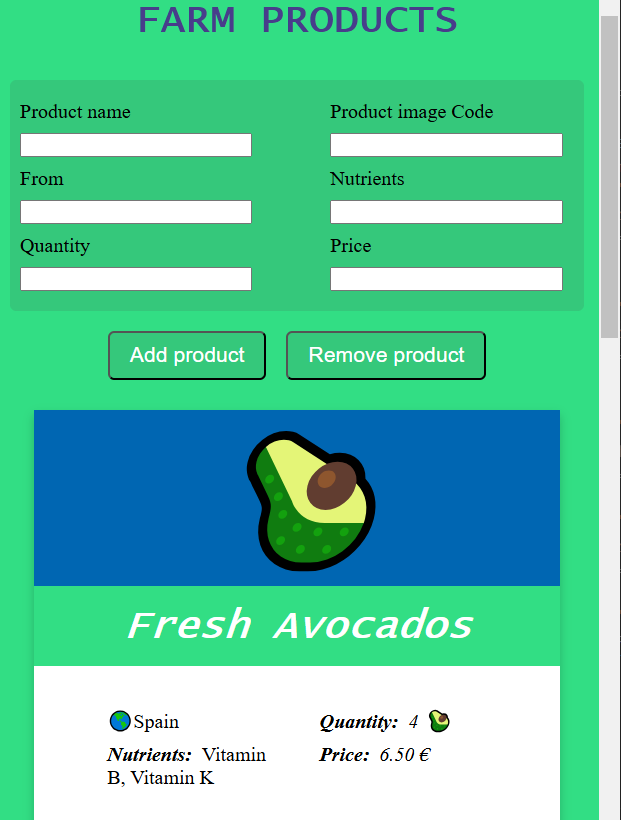 FARM PRODUCTS
Product name
Product image Code
From
Nutrients
Quantity
Price
Add product
Remove product
Fresh Avocados
Spain
Quantity: 4
Nutrients: Vitamin
B, Vitamin K
Price: 6.50 €